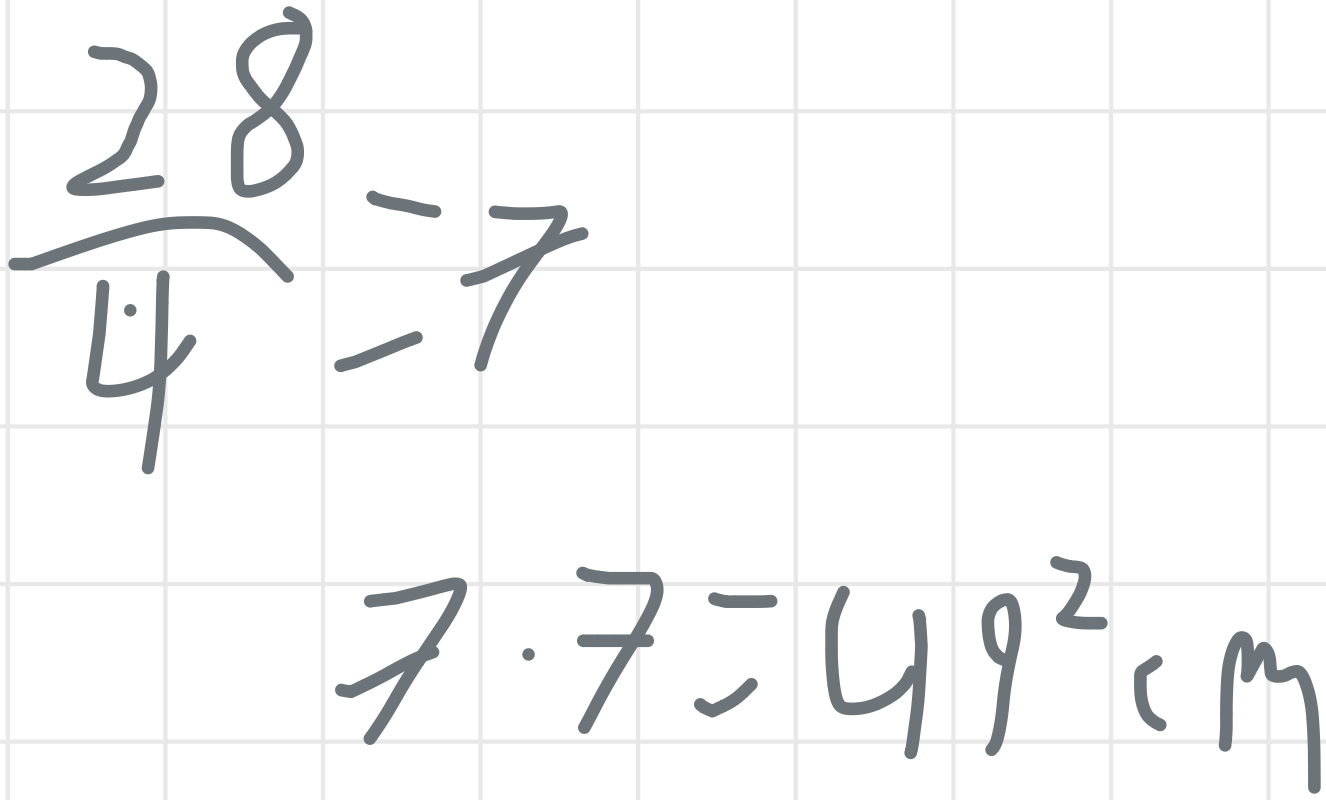 28/4 = 7
7 · 7 = 49² cm